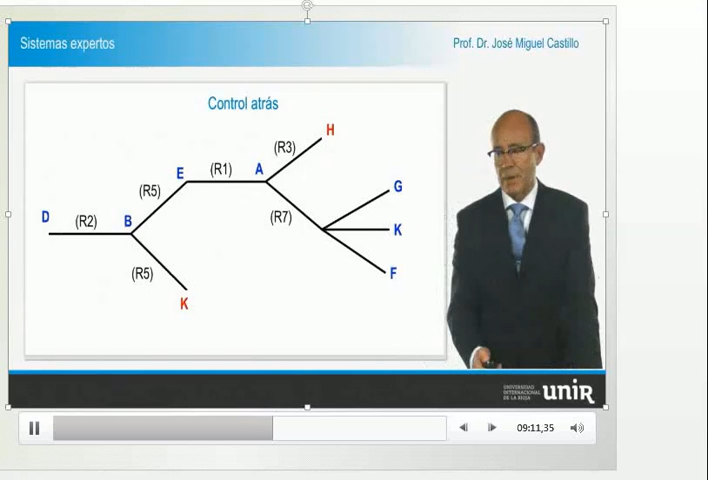 Sistemas expertos
Prof. Dr. José Miguel Castillo
Control atrás
H
(R3)
E
(R1)
A
(R5)
G
D
(R2)
B
(R7)
K
(R5)
F
K
UNIVERSIDAD
INTERNACIONAL
DE LA RIOJA
unir
09:11,35